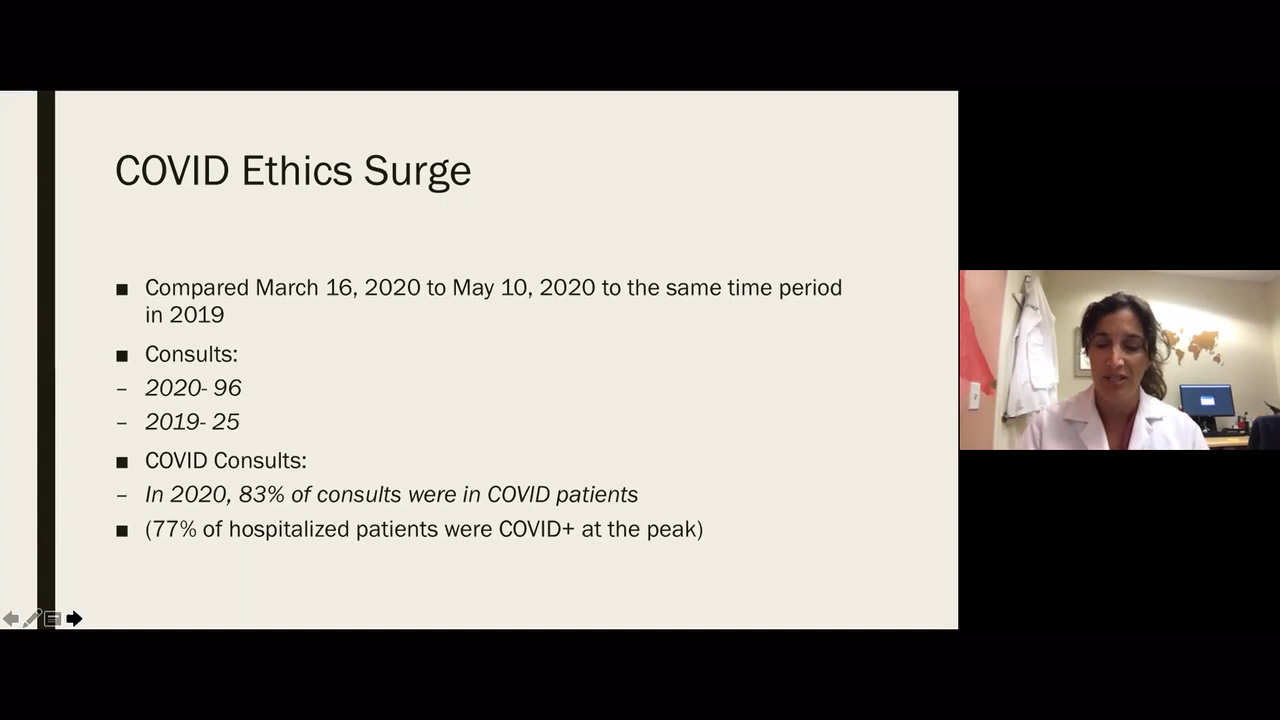 COVID Ethics Surge
■ Compared March 16, 2020 to May 10, 2020 to the same time period
in 2019
■ Consults:
– 2020- 96
– 2019- 25
■ COVID Consults:
– In 2020, 83% of consults were in COVID patients
■ (77% of hospitalized patients were COVID+ at the peak)